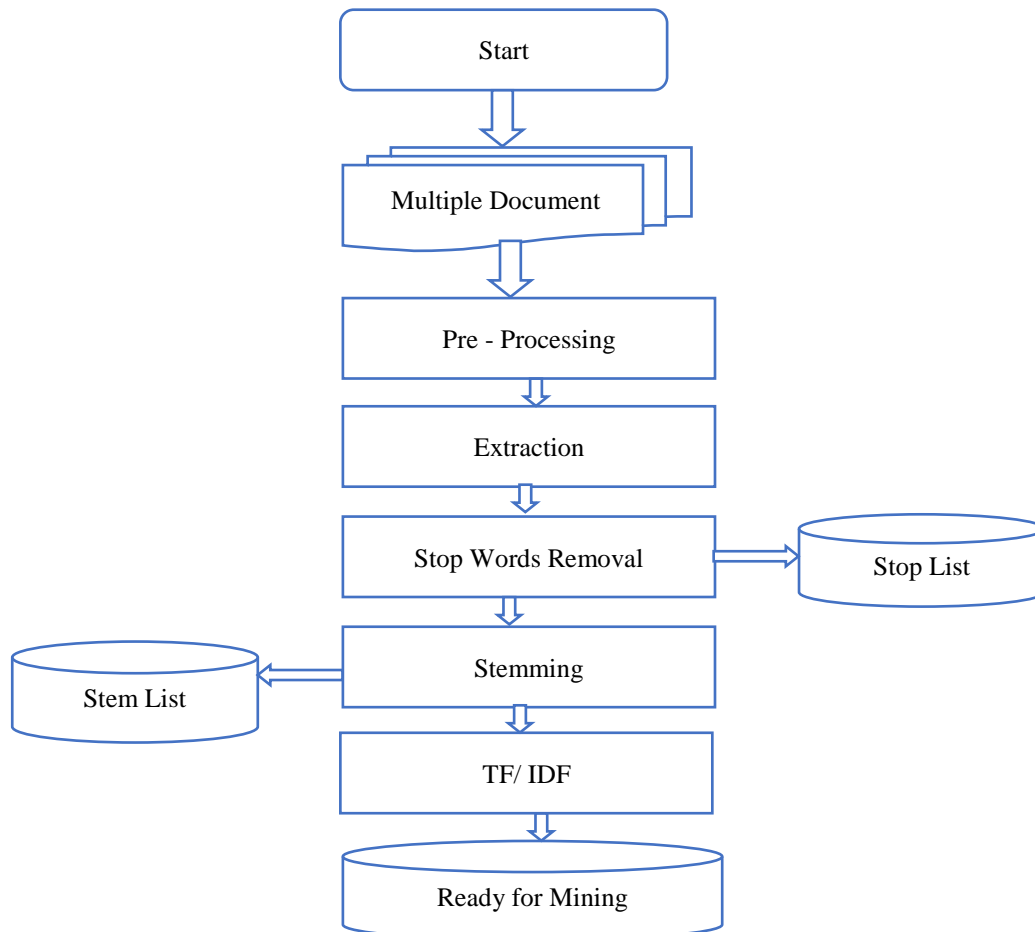 Start
Multiple Document
Pre - Processing
Extraction
Stop Words Removal
Stop List
Stemming
Stem List
TF/ IDF
Ready for Mining